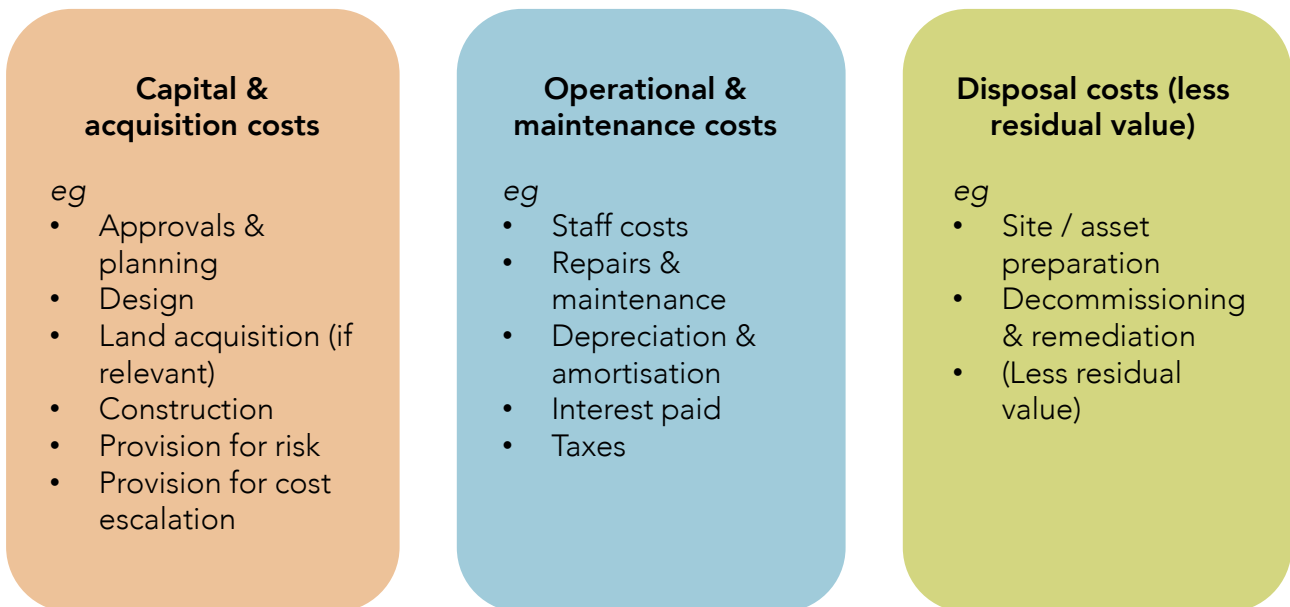 Capital &
acquisition costs
eg
• Approvals &
planning
• Design
• Land acquisition (if
relevant)
• Construction
• Provision for risk
• Provision for cost
escalation
Operational &
maintenance costs
eg
• Staff costs
• Repairs &
maintenance
• Depreciation &
amortisation
• Interest paid
• Taxes
Disposal costs (less
residual value)
eg
• Site / asset
preparation
• Decommissioning
& remediation
• (Less residual
value)